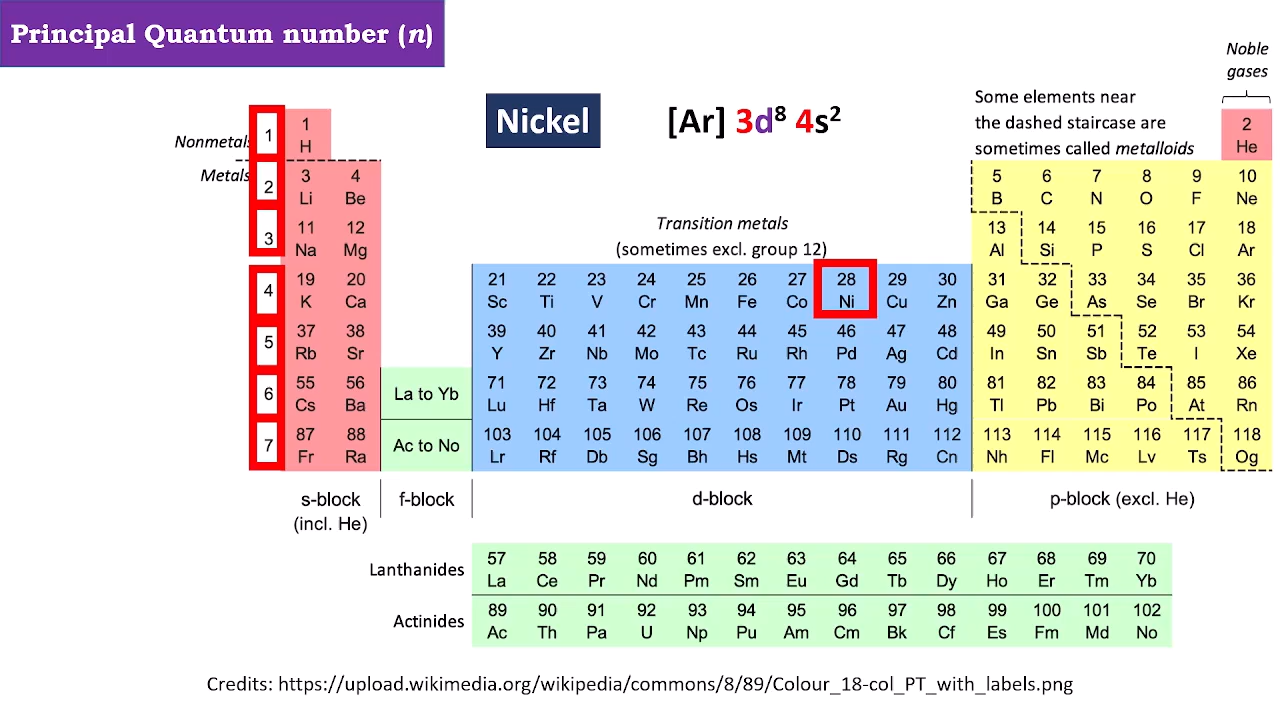 Principal Quantum number (n)
Noble
gases
Nickel
[Ar] 3d⁸ 4s²
Some elements near
the dashed staircase are
sometimes called metalloids
Nonmetals
Metals
1 1 H 2 He
2 3 Li 4 Be 5 B 6 C 7 N 8 O 9 F 10 Ne
Transition metals
(sometimes excl. group 12)
3 11 Na 12 Mg 13 Al 14 Si 15 P 16 S 17 Cl 18 Ar
4 19 K 20 Ca 21 Sc 22 Ti 23 V 24 Cr 25 Mn 26 Fe 27 Co 28 Ni 29 Cu 30 Zn 31 Ga 32 Ge 33 As 34 Se 35 Br 36 Kr
5 37 Rb 38 Sr 39 Y 40 Zr 41 Nb 42 Mo 43 Tc 44 Ru 45 Rh 46 Pd 47 Ag 48 Cd 49 In 50 Sn 51 Sb 52 Te 53 I 54 Xe
6 55 Cs 56 Ba La to Yb 71 Lu 72 Hf 73 Ta 74 W 75 Re 76 Os 77 Ir 78 Pt 79 Au 80 Hg 81 Tl 82 Pb 83 Bi 84 Po 85 At 86 Rn
7 87 Fr 88 Ra Ac to No 103 Lr 104 Rf 105 Db 106 Sg 107 Bh 108 Hs 109 Mt 110 Ds 111 Rg 112 Cn 113 Nh 114 Fl 115 Mc 116 Lv 117 Ts 118 Og
s-block f-block d-block p-block (excl. He)
(incl. He)
Lanthanides 57 La 58 Ce 59 Pr 60 Nd 61 Pm 62 Sm 63 Eu 64 Gd 65 Tb 66 Dy 67 Ho 68 Er 69 Tm 70 Yb
Actinides 89 Ac 90 Th 91 Pa 92 U 93 Np 94 Pu 95 Am 96 Cm 97 Bk 98 Cf 99 Es 100 Fm 101 Md 102 No
Credits: https://upload.wikimedia.org/wikipedia/commons/8/89/Colour_18-col_PT_with_labels.png